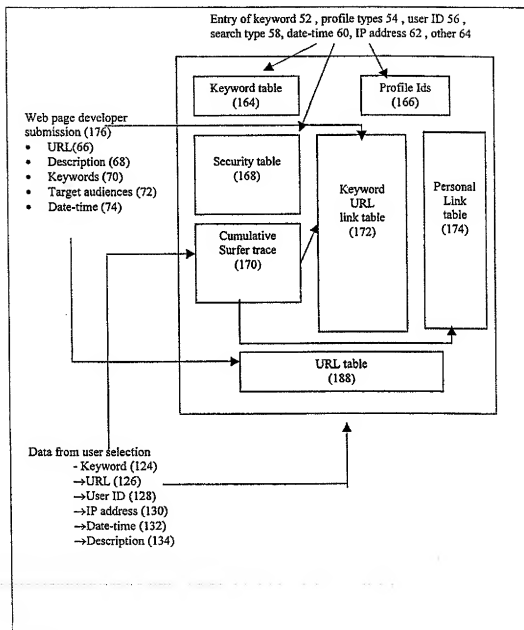 Entry of keyword 52 , profile types 54 , user ID 56 ,
search type 58, date-time 60, IP address 62 , other 64
Keyword table
(164)
Profile Ids
(166)
Web page developer
submission (176)
• URL(66)
• Description (68)
• Keywords (70)
• Target audiences (72)
• Date-time (74)
Security table
(168)
Keyword
URL
link table
(172)
Personal
Link
table
(174)
Cumulative
Surfer trace
(170)
URL table
(188)
Data from user selection
- Keyword (124)
→URL (126)
→User ID (128)
→IP address (130)
→Date-time (132)
→Description (134)